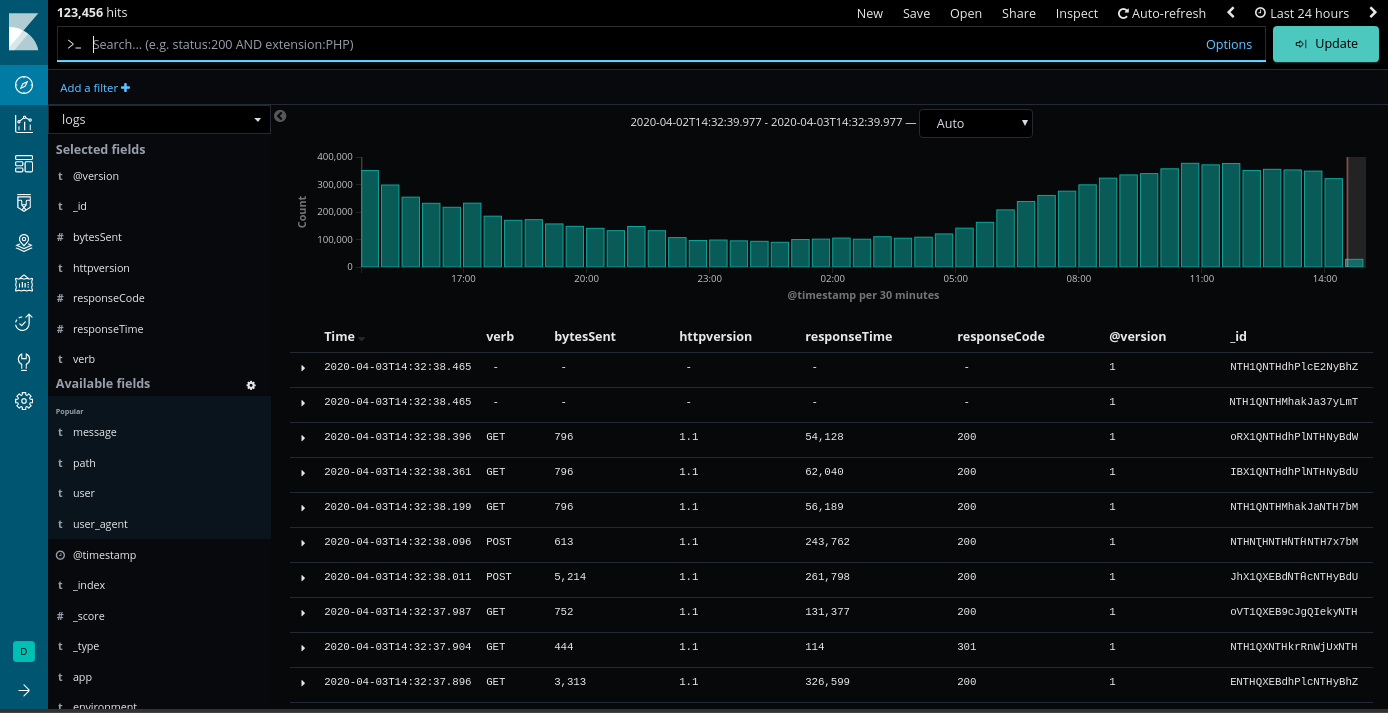 123,456 hits
New Save Open Share Inspect Auto-refresh Last 24 hours
>_ Search... (e.g. status:200 AND extension:PHP) Options Update
Add a filter +
logs
Selected fields
t @version
t _id
# bytesSent
t httpversion
# responseCode
# responseTime
t verb
Available fields
Popular
t message
t path
t user
t user_agent
@timestamp
t _index
# _score
t _type
t app
t environment
D
2020-04-02T14:32:39.977 - 2020-04-03T14:32:39.977 — Auto
400,000
300,000
200,000
100,000
0
Count
17:00 20:00 23:00 02:00 05:00 08:00 11:00 14:00
@timestamp per 30 minutes
Time verb bytesSent httpversion responseTime responseCode @version _id
2020-04-03T14:32:38.465 - - - - - 1 NTH1QNTHdhPlcE2NyBhZ
2020-04-03T14:32:38.465 - - - - - 1 NTH1QNTHMhakJa37yLmT
2020-04-03T14:32:38.396 GET 796 1.1 54,128 200 1 oRX1QNTHdhPlNTHNyBdW
2020-04-03T14:32:38.361 GET 796 1.1 62,040 200 1 IBX1QNTHdhPlNTHNyBdU
2020-04-03T14:32:38.199 GET 796 1.1 56,189 200 1 NTH1QNTHMhakJaNTH7bM
2020-04-03T14:32:38.096 POST 613 1.1 243,762 200 1
2020-04-03T14:32:38.011 POST 5,214 1.1 261,798 200 1
2020-04-03T14:32:37.987 GET 752 1.1 131,377 200 1 oVT1QXEB9cJgQIekyNTH
2020-04-03T14:32:37.904 GET 444 1.1 114 301 1 NTH1QXNTHkrRnWjUxNTH
2020-04-03T14:32:37.896 GET 3,313 1.1 326,599 200 1 ENTHQXEBdhPlcNTHyBhZ